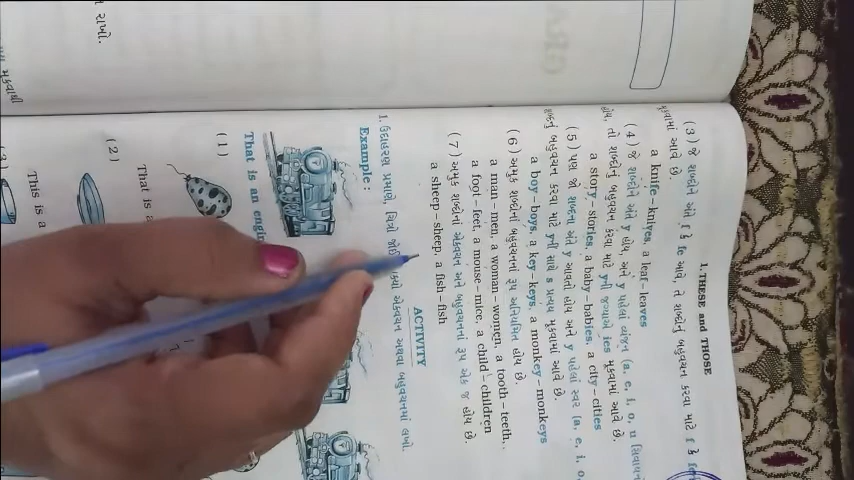 1. THESE and THOSE
(3) જે શબ્દોને અંતે f કે fe આવે, તે શબ્દોનું બહુવચન કરવા માટે f કે fe
મૂકવામાં આવે છે.
a knife – knives, a leaf – leaves
(4) જે શબ્દોને અંતે y હોય, અને y પહેલાં વ્યંજન (a, e, i, o, u સિવાયનો
હોય, તો શબ્દોનું બહુવચન કરવા માટે yની જગ્યાએ ies મૂકવામાં આવે છે.
a story – stories, a baby – babies, a city – cities
(5) પણ જો શબ્દના અંતે y આવતો હોય અને y પહેલાં સ્વર (a, e, i, o,
શબ્દનું બહુવચન કરવા માટે yની સાથે s પ્રત્યય મૂકવામાં આવે છે.
a boy – boys, a key – keys, a monkey – monkeys
(6) અમુક શબ્દોનાં બહુવચનનાં રૂપ અનિયમિત હોય છે.
a man – men, a woman – women, a tooth – teeth,
a foot – feet, a mouse – mice, a child – children
(7) અમુક શબ્દોનાં એકવચન અને બહુવચનનાં રૂપ એક જ હોય છે.
a sheep – sheep, a fish – fish
ACTIVITY
1. ઉદાહરણ પ્રમાણે, ચિત્રો જોઈ વાક્યો એકવચન અથવા બહુવચનમાં લખો.
Example :
That is an engin
(1)
That is a
(2)
This is a